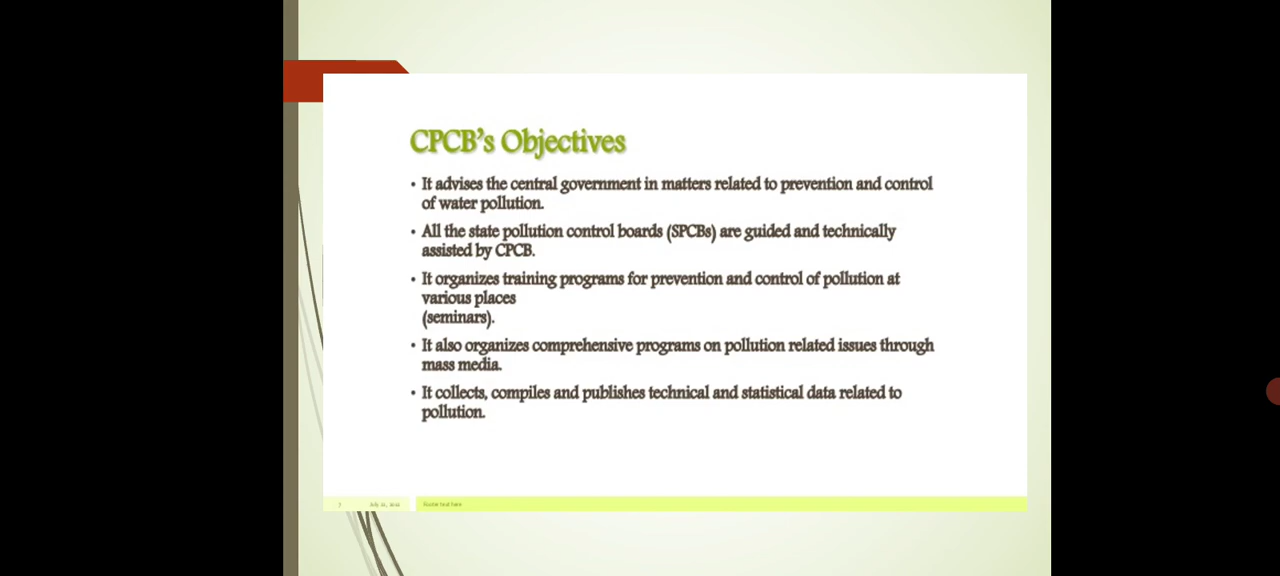 CPCB's Objectives
• It advises the central government in matters related to prevention and control
of water pollution.
• All the state pollution control boards (SPCBs) are guided and technically
assisted by CPCB.
• It organizes training programs for prevention and control of pollution at
various places
(seminars).
• It also organizes comprehensive programs on pollution related issues through
mass media.
• It collects, compiles and publishes technical and statistical data related to
pollution.
7 July 22, Footer text here